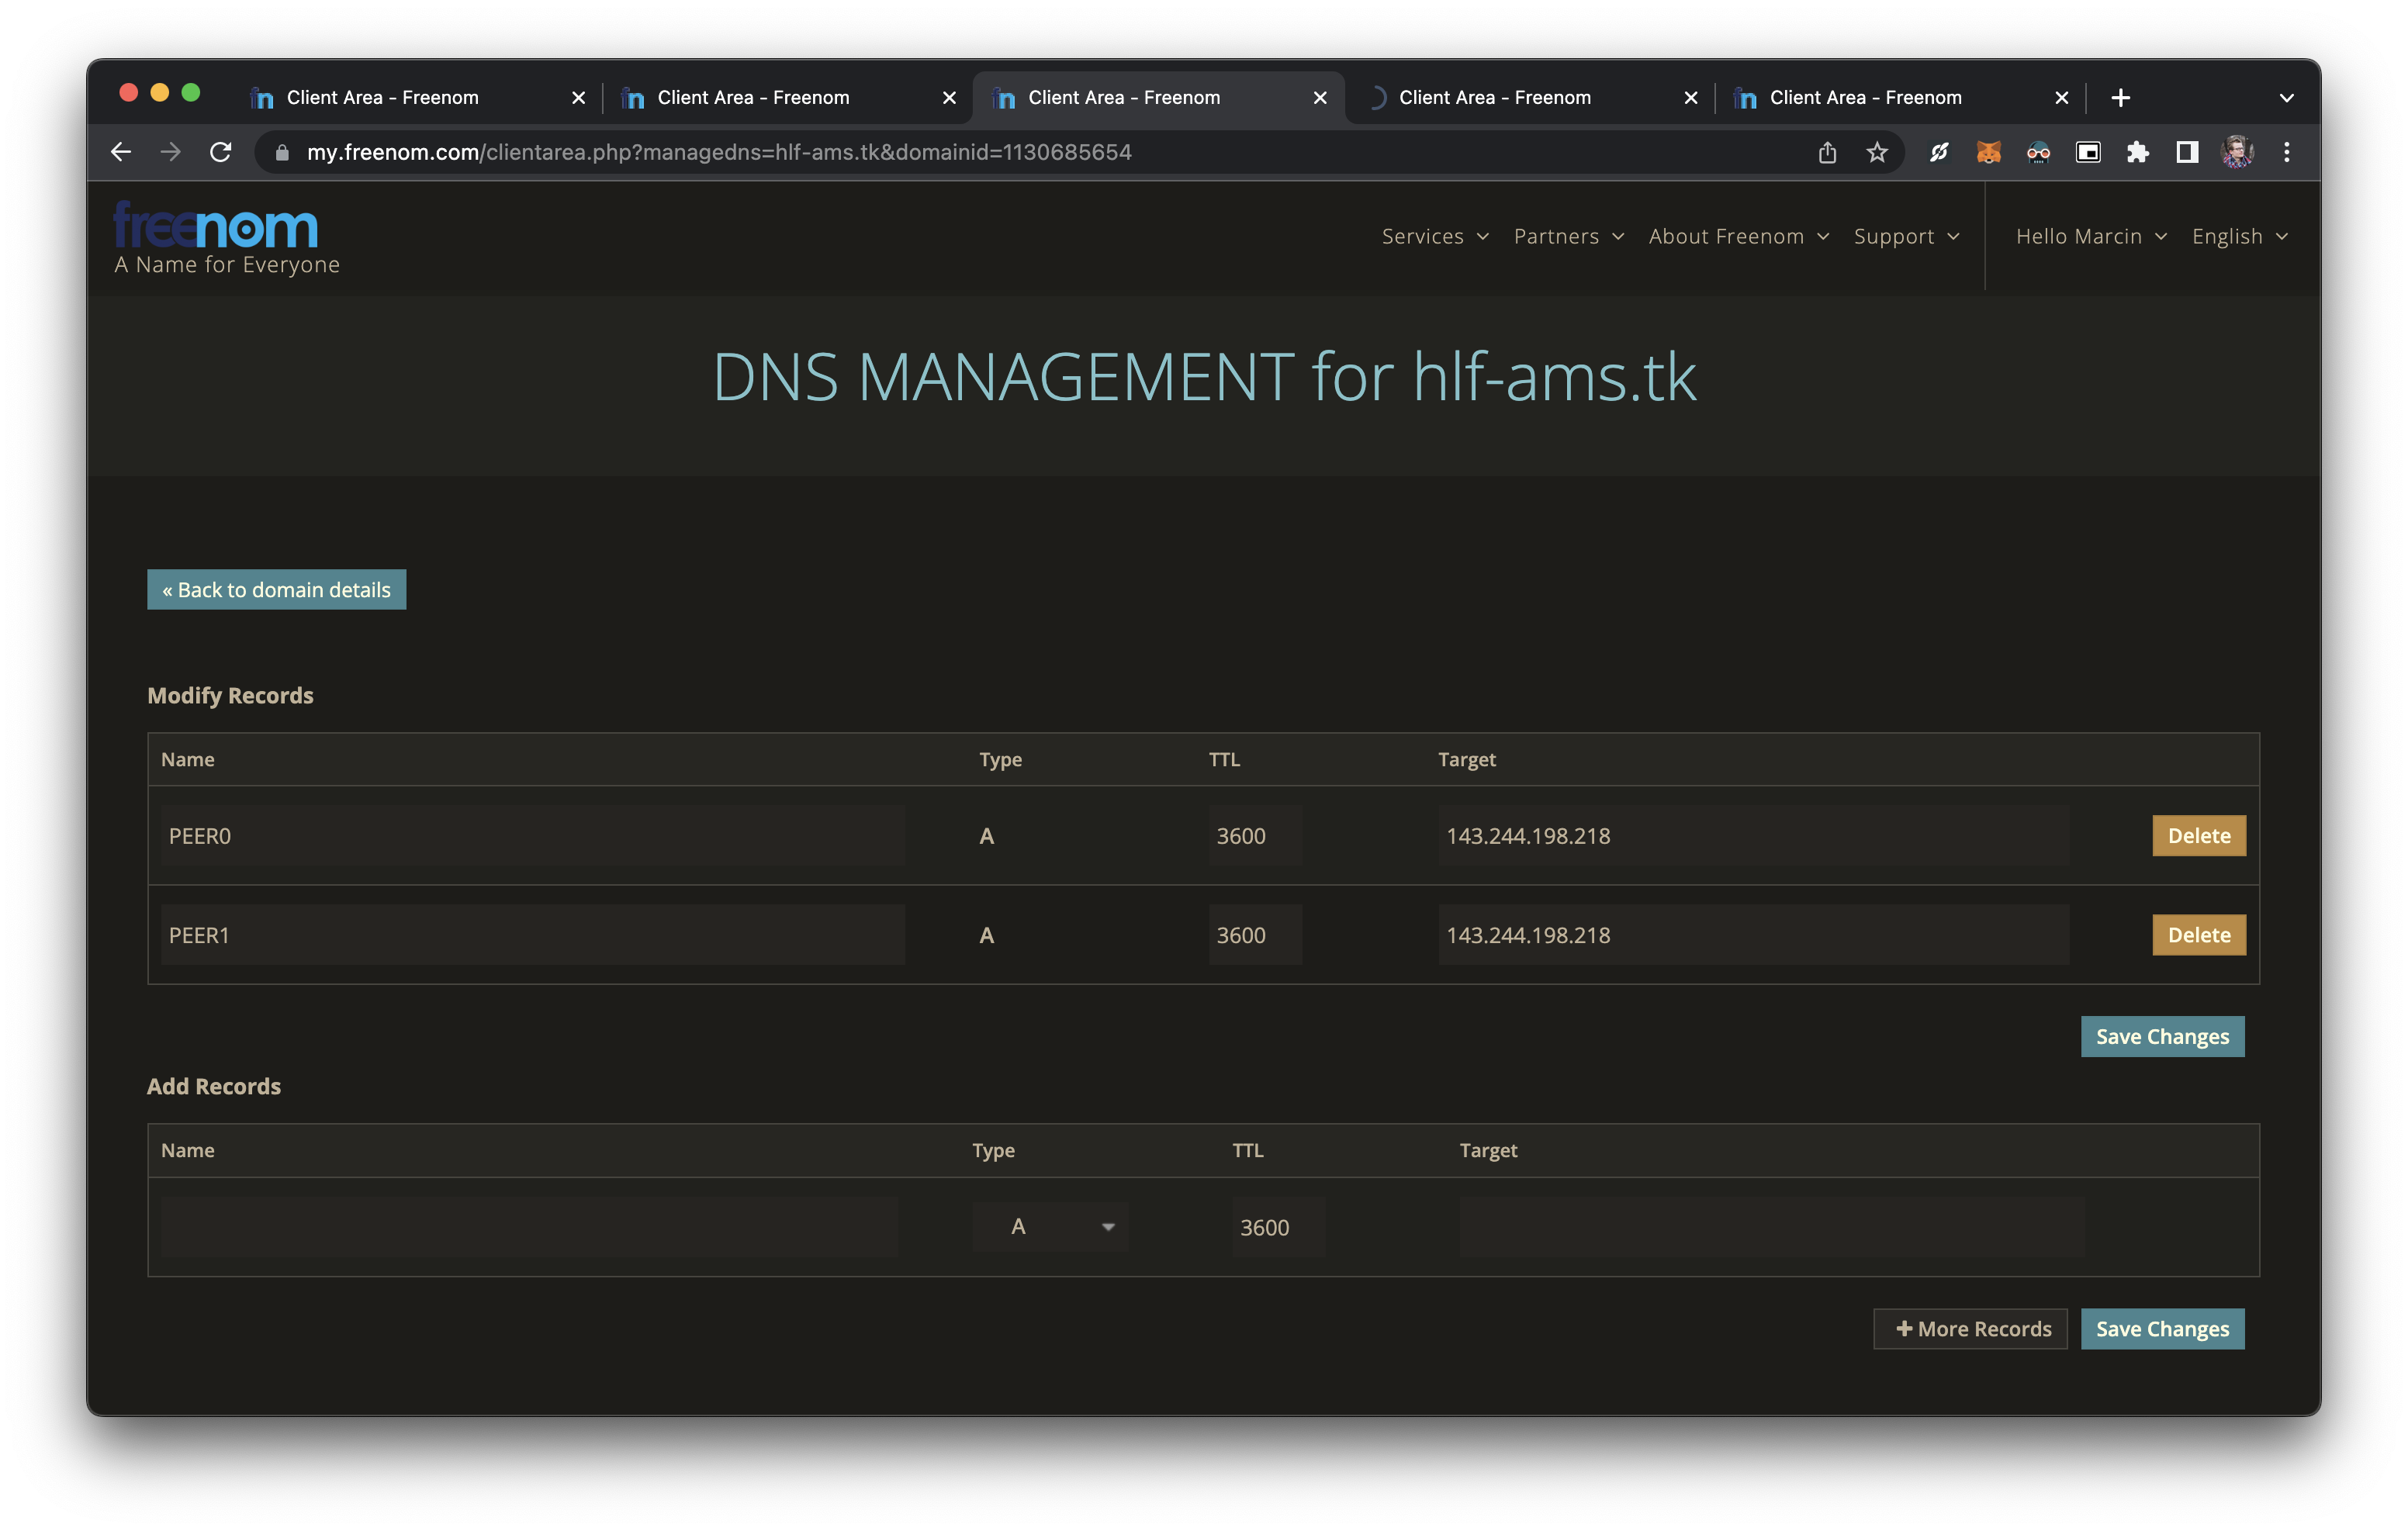 Client Area - Freenom
Client Area - Freenom
Client Area - Freenom
Client Area - Freenom
Client Area - Freenom
my.freenom.com/clientarea.php?managedns=hlf-ams.tk&domainid=1130685654
freenom
A Name for Everyone
Services
Partners
About Freenom
Support
Hello Marcin
English
DNS MANAGEMENT for hlf-ams.tk
« Back to domain details
Modify Records
Name Type TTL Target
PEER0 A 3600 143.244.198.218 Delete
PEER1 A 3600 143.244.198.218 Delete
Save Changes
Add Records
Name Type TTL Target
A 3600
+ More Records Save Changes